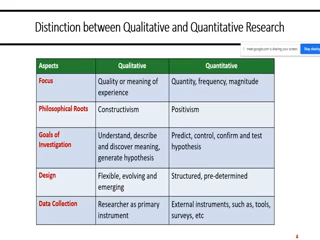 Distinction between Qualitative and Quantitative Research
meet.google.com is sharing your screen.
Stop sharing
Aspects Qualitative Quantitative
Focus Quality or meaning of Quantity, frequency, magnitude
experience
Philosophical Roots Constructivism Positivism
Goals of Understand, describe Predict, control, confirm and test
Investigation and discover meaning, hypothesis
generate hypothesis
Design Flexible, evolving and Structured, pre-determined
emerging
Data Collection Researcher as primary External instruments, such as, tools,
instrument surveys, etc
4